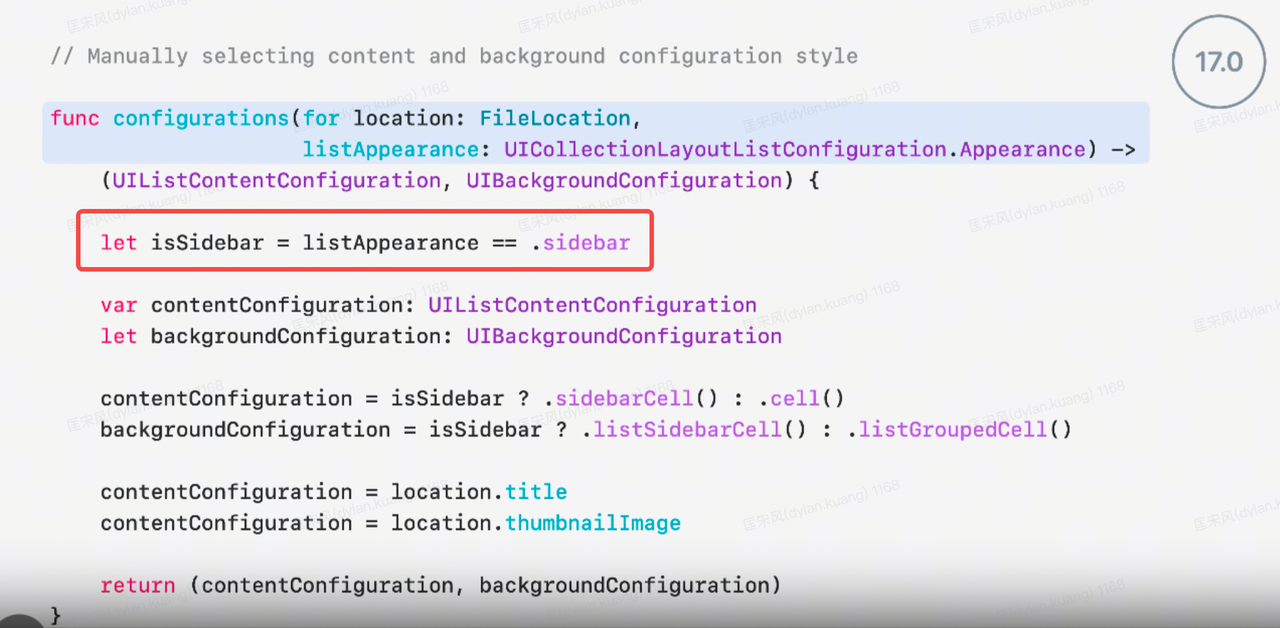 // Manually selecting content and background configuration style
17.0
func configurations(for location: FileLocation,
listAppearance: UICollectionLayoutListConfiguration.Appearance) ->
(UIListContentConfiguration, UIBackgroundConfiguration) {
let isSidebar = listAppearance == .sidebar
var contentConfiguration: UIListContentConfiguration
let backgroundConfiguration: UIBackgroundConfiguration
contentConfiguration = isSidebar ? .sidebarCell() : .cell()
backgroundConfiguration = isSidebar ? .listSidebarCell() : .listGroupedCell()
contentConfiguration = location.title
contentConfiguration = location.thumbnailImage
return (contentConfiguration, backgroundConfiguration)
}
匡宋风(dylan.kuang) 1168